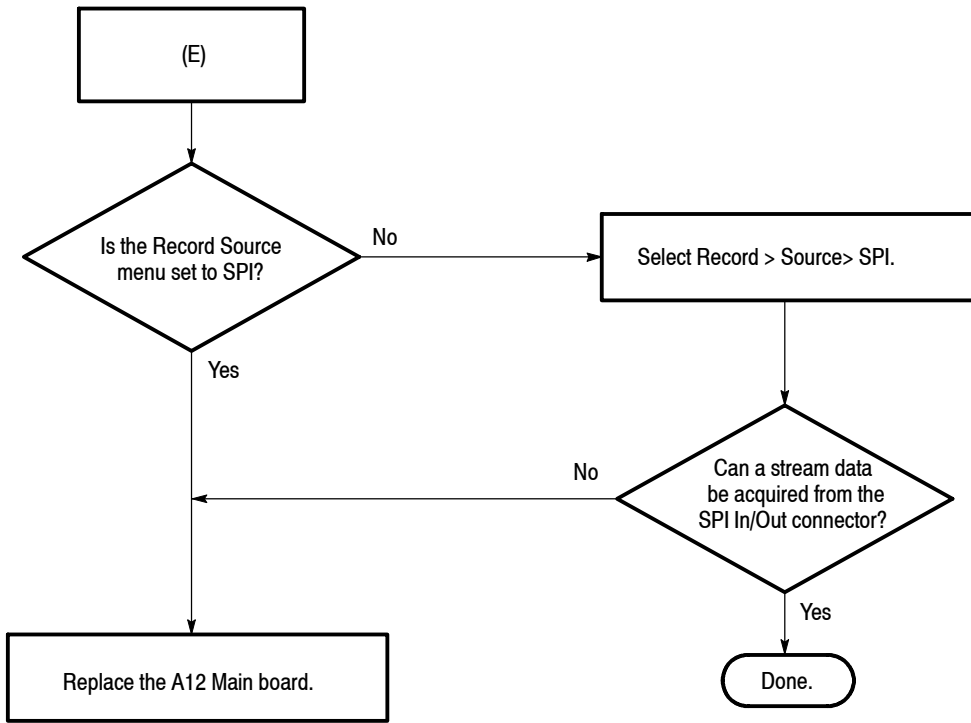 (E)
Is the Record Source
menu set to SPI?
No
Select Record > Source> SPI.
Yes
No
Can a stream data
be acquired from the
SPI In/Out connector?
Yes
Replace the A12 Main board.
Done.